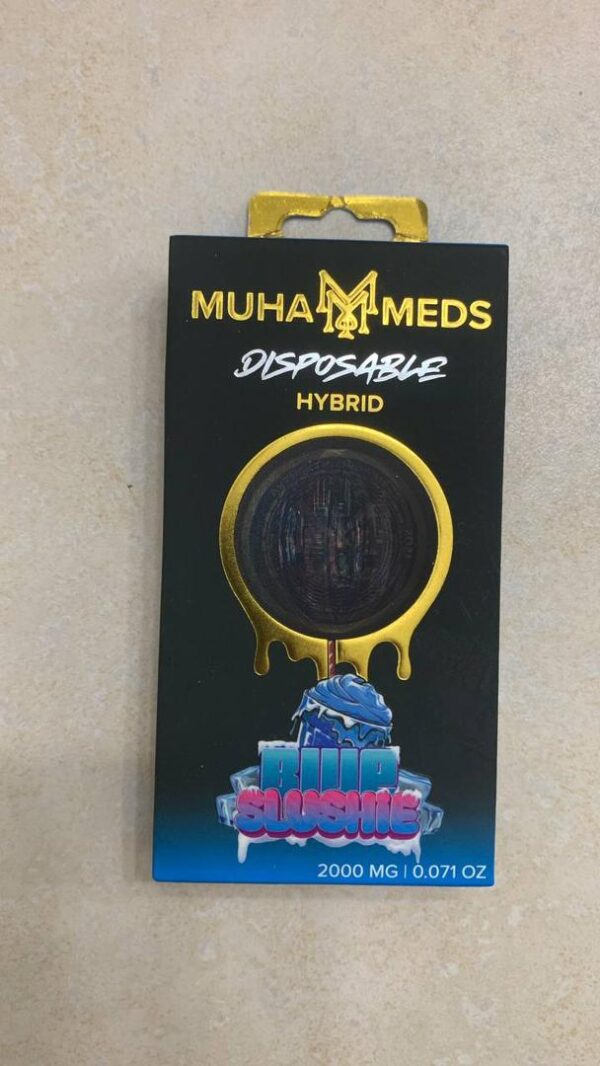 MUHA MEDS
DISPOSABLE
HYBRID
BLUE
SLUSHIE
2000 MG | 0.071 OZ